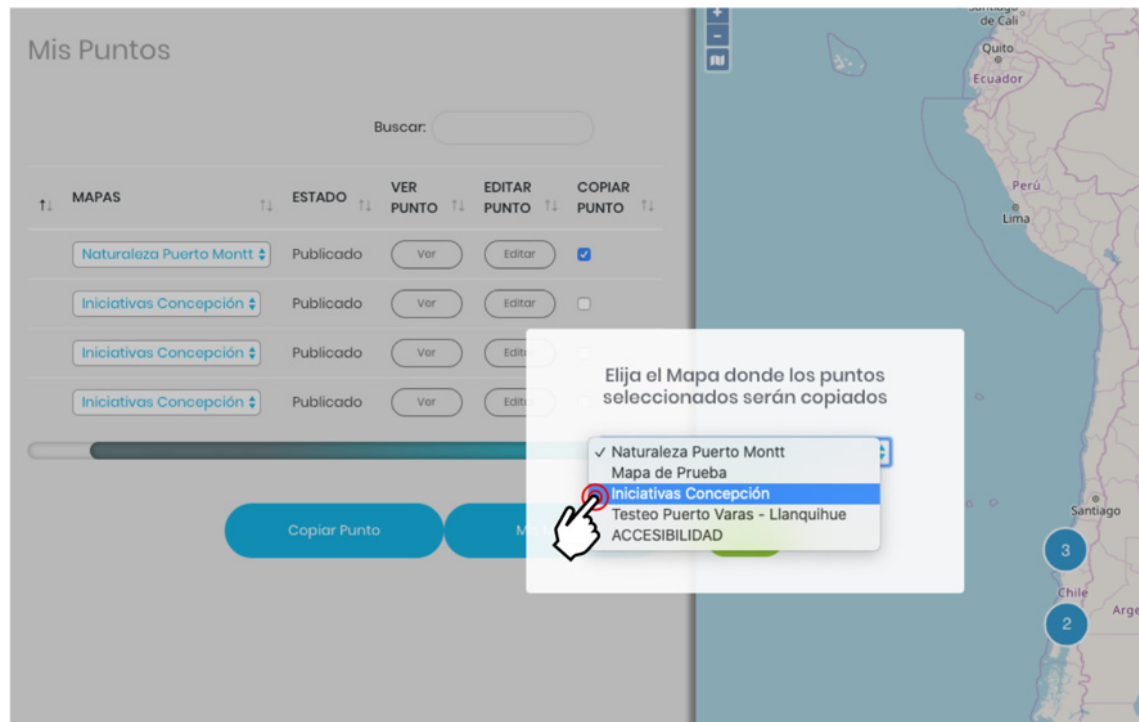 Mis Puntos
Buscar:
MAPAS
ESTADO
VER
PUNTO
EDITAR
PUNTO
COPIAR
PUNTO
Naturaleza Puerto Montt Publicado Ver Editar
Iniciativas Concepción Publicado Ver Editar
Iniciativas Concepción Publicado Ver
Iniciativas Concepción Publicado Ver
Copiar Punto
Elija el Mapa donde los puntos
seleccionados serán copiados
✓ Naturaleza Puerto Montt
Mapa de Prueba
Iniciativas Concepción
Testeo Puerto Varas - Llanquihue
ACCESIBILIDAD
+
-
de Cali
Quito
Ecuador
Perú
Lima
Santiago
3
Chile
2